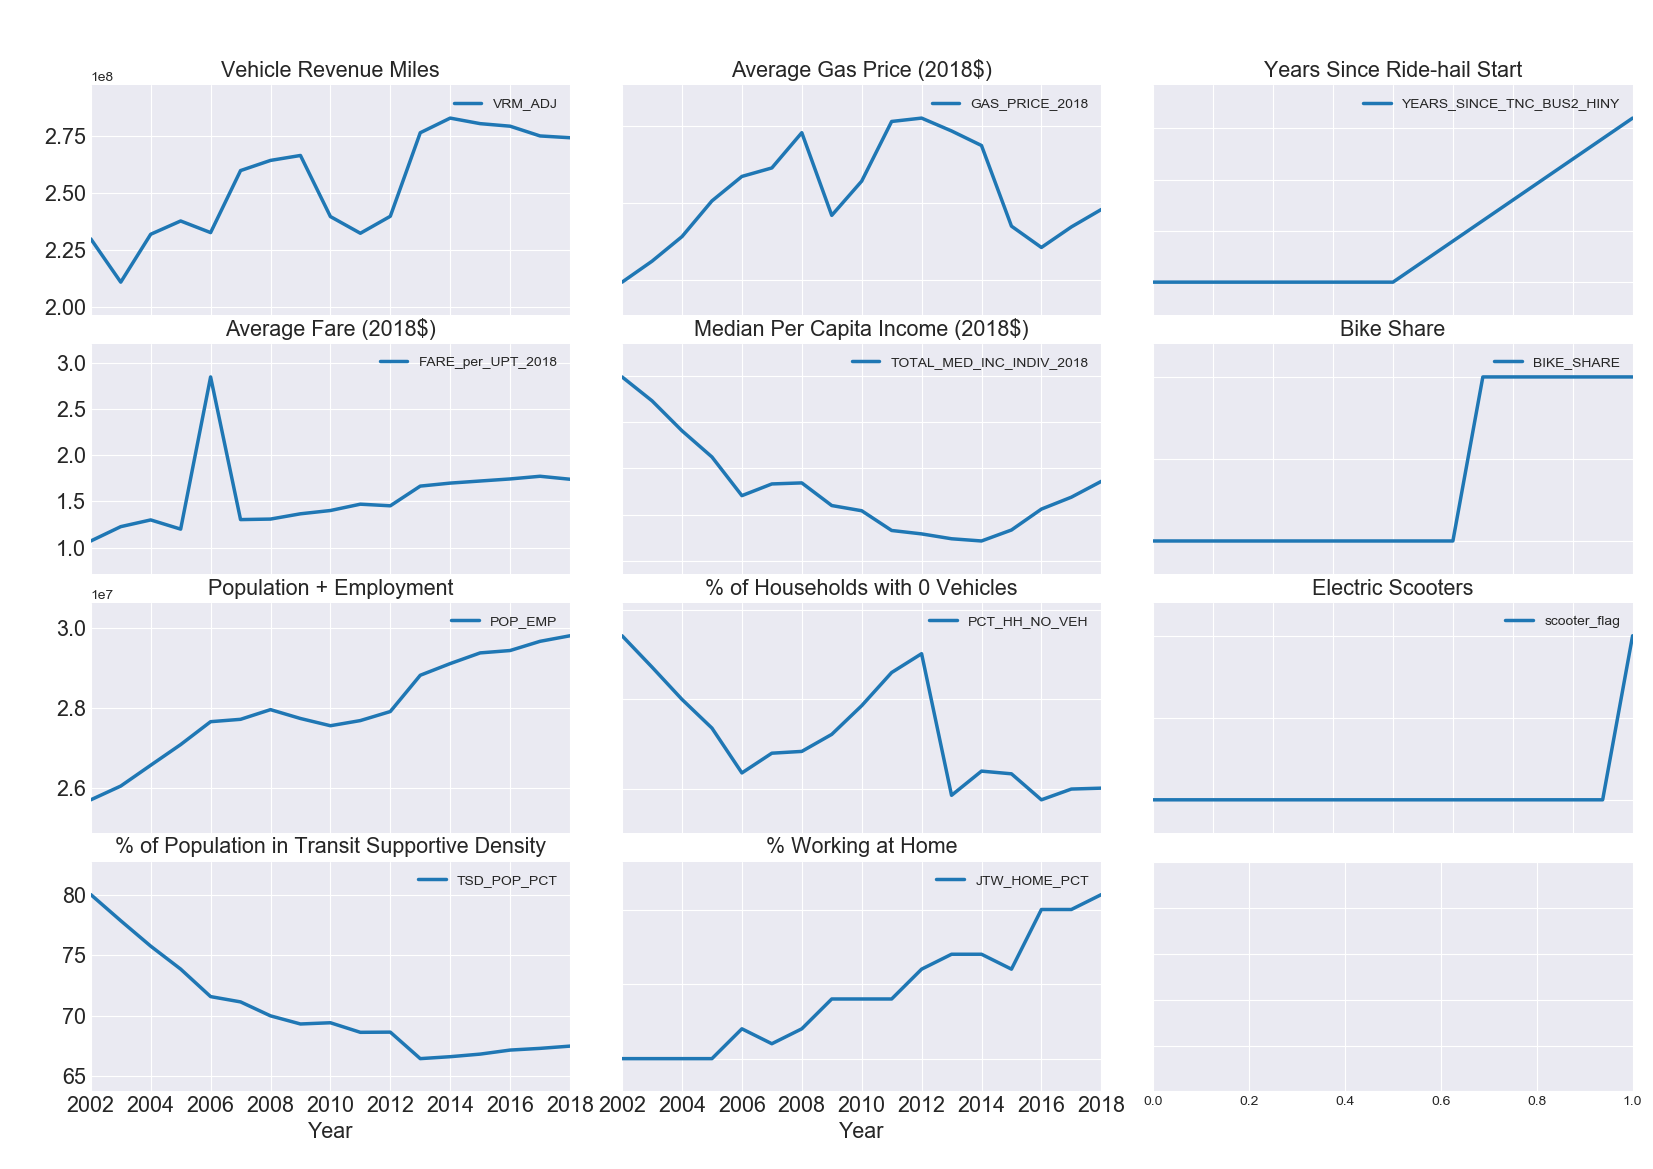 Vehicle Revenue Miles
1e8
VRM_ADJ
2.75
2.50
2.25
2.00
Average Gas Price (2018$)
GAS_PRICE_2018
Years Since Ride-hail Start
YEARS_SINCE_TNC_BUS2_HINY
Average Fare (2018$)
FARE_per_UPT_2018
3.0
2.5
2.0
1.5
1.0
Median Per Capita Income (2018$)
TOTAL_MED_INC_INDIV_2018
Bike Share
BIKE_SHARE
Population + Employment
1e7
POP_EMP
3.0
2.8
2.6
% of Households with 0 Vehicles
PCT_HH_NO_VEH
Electric Scooters
scooter_flag
% of Population in Transit Supportive Density
TSD_POP_PCT
80
75
70
65
2002 2004 2006 2008 2010 2012 2014 2016 2018
Year
% Working at Home
JTW_HOME_PCT
2002 2004 2006 2008 2010 2012 2014 2016 2018
Year
0.0 0.2 0.4 0.6 0.8 1.0